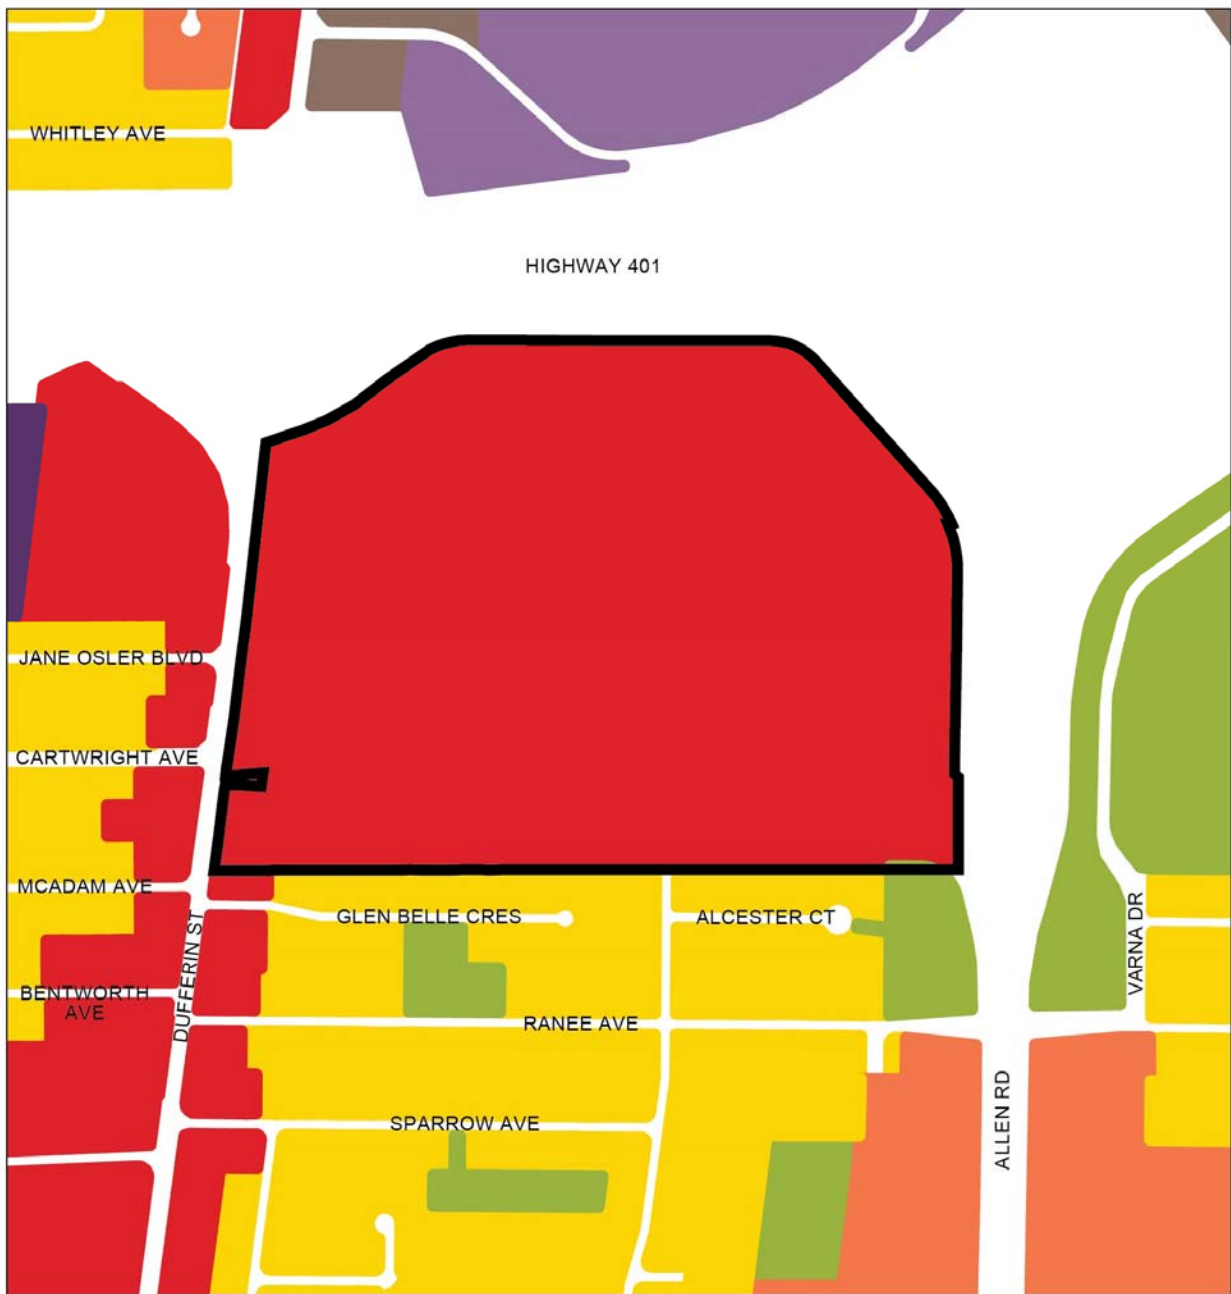 WHITLEY AVE
HIGHWAY 401
JANE OSLER BLVD
CARTWRIGHT AVE
MCADAM AVE
GLEN BELLE CRES
ALCESTER CT
VARNA DR
DUFFERIN ST
BENTWORTH
AVE
RANEE AVE
ALLEN RD
SPARROW AVE